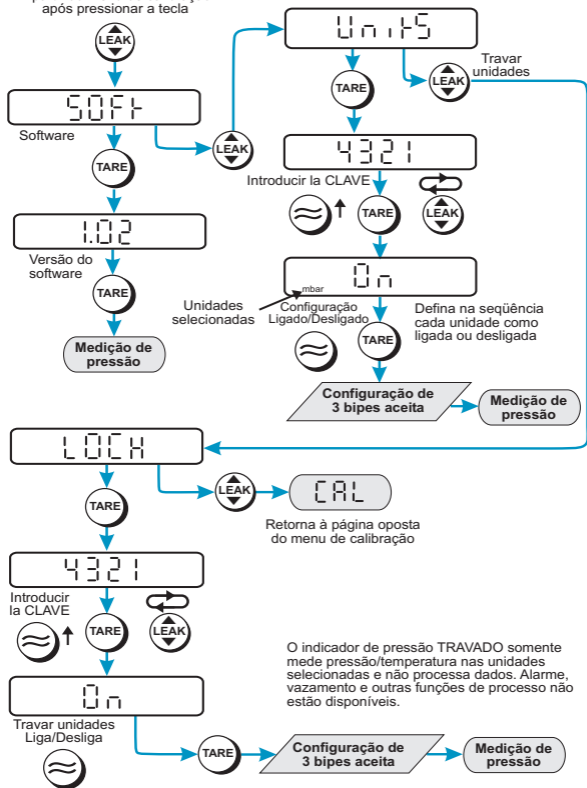 após pressionar a tecla
LEAK
SOFt
Software
TARE
1.02
Versão do
software
TARE
Medição de
pressão
LEAK
UnitS
Travar
unidades
LEAK
TARE
4321
Introducir la CLAVE
TARE
LEAK
On
mbar
Unidades
selecionadas
Configuração
Ligado/Desligado
TARE
Defina na seqüência
cada unidade como
ligada ou desligada
Configuração de
3 bipes aceita
Medição de
pressão
LOCK
TARE
LEAK
CAL
Retorna à página oposta
do menu de calibração
4321
Introducir
la CLAVE
TARE
LEAK
On
Travar unidades
Liga/Desliga
O indicador de pressão TRAVADO somente
mede pressão/temperatura nas unidades
selecionadas e não processa dados. Alarme,
vazamento e outras funções de processo não
estão disponíveis.
TARE
Configuração de
3 bipes aceita
Medição de
pressão